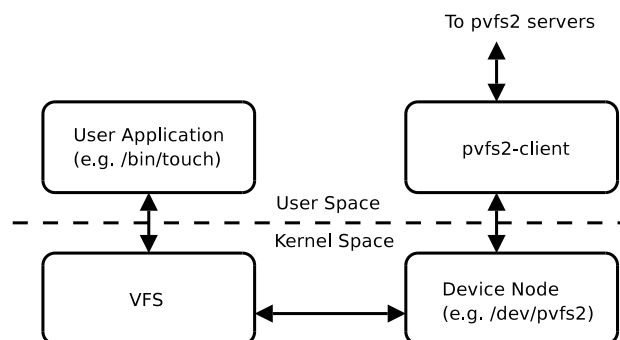 To pvfs2 servers
User Application
(e.g. /bin/touch)
pvfs2-client
User Space
Kernel Space
VFS
Device Node
(e.g. /dev/pvfs2)